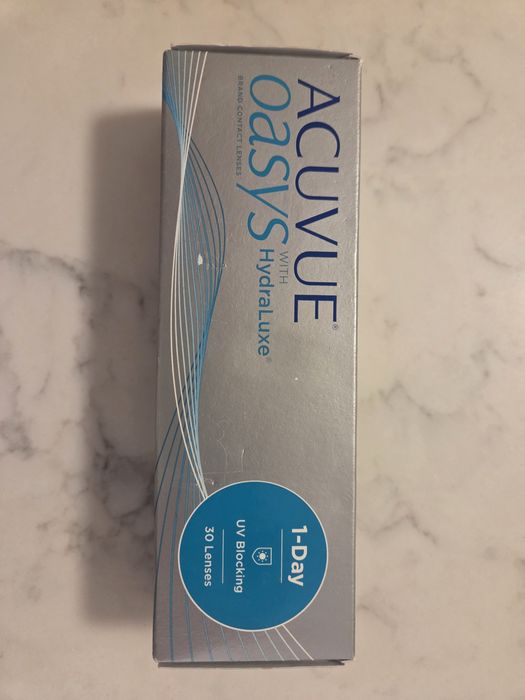 ACUVUE®
oasys WITH HydraLuxe®
BRAND CONTACT LENSES
1-Day
UV Blocking
30 Lenses